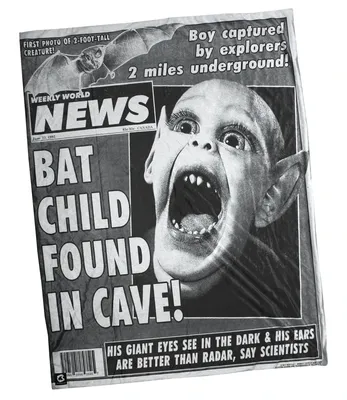 FIRST PHOTO OF 2-FOOT-TALL
CREATURE!
Boy captured
by explorers
2 miles underground!
WEEKLY WORLD
NEWS
BAT
CHILD
FOUND
IN CAVE!
HIS GIANT EYES SEE IN THE DARK & HIS EARS
ARE BETTER THAN RADAR, SAY SCIENTISTS